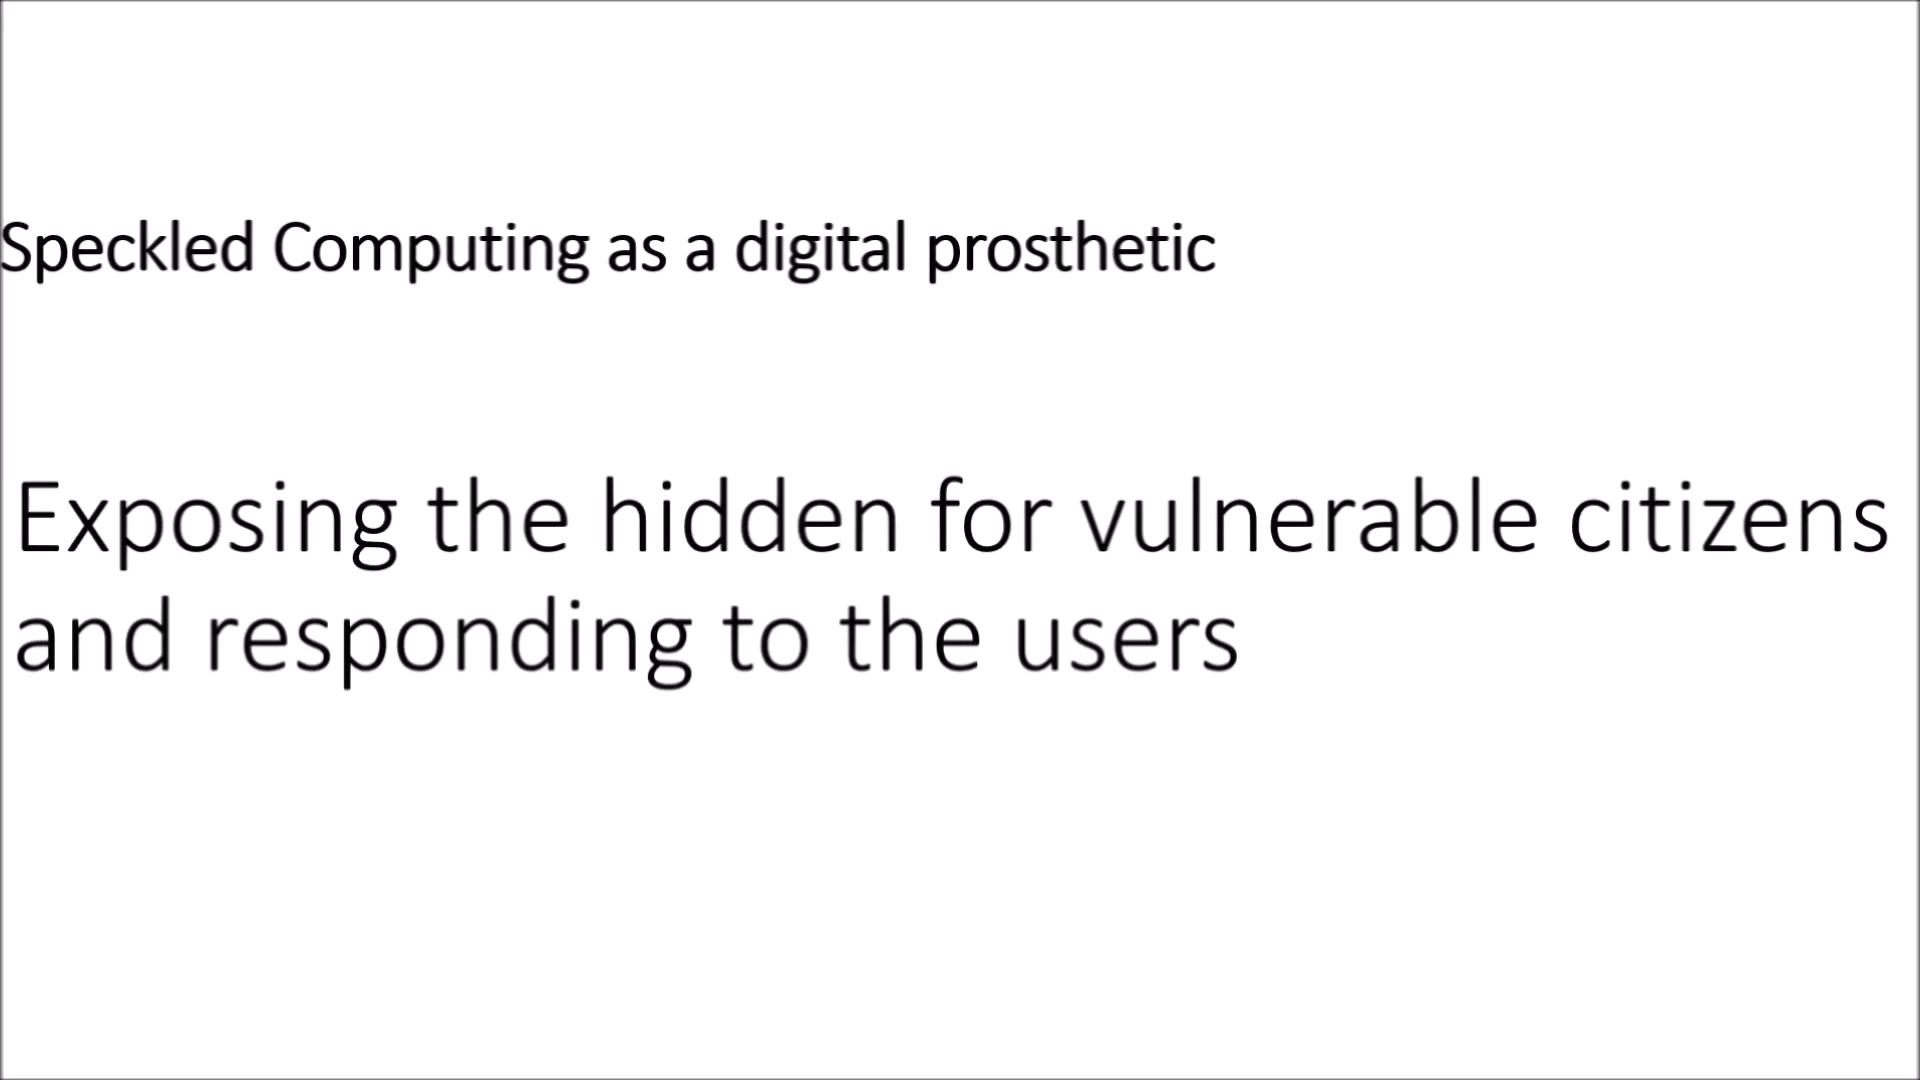 Speckled Computing as a digital prosthetic
Exposing the hidden for vulnerable citizens
and responding to the users